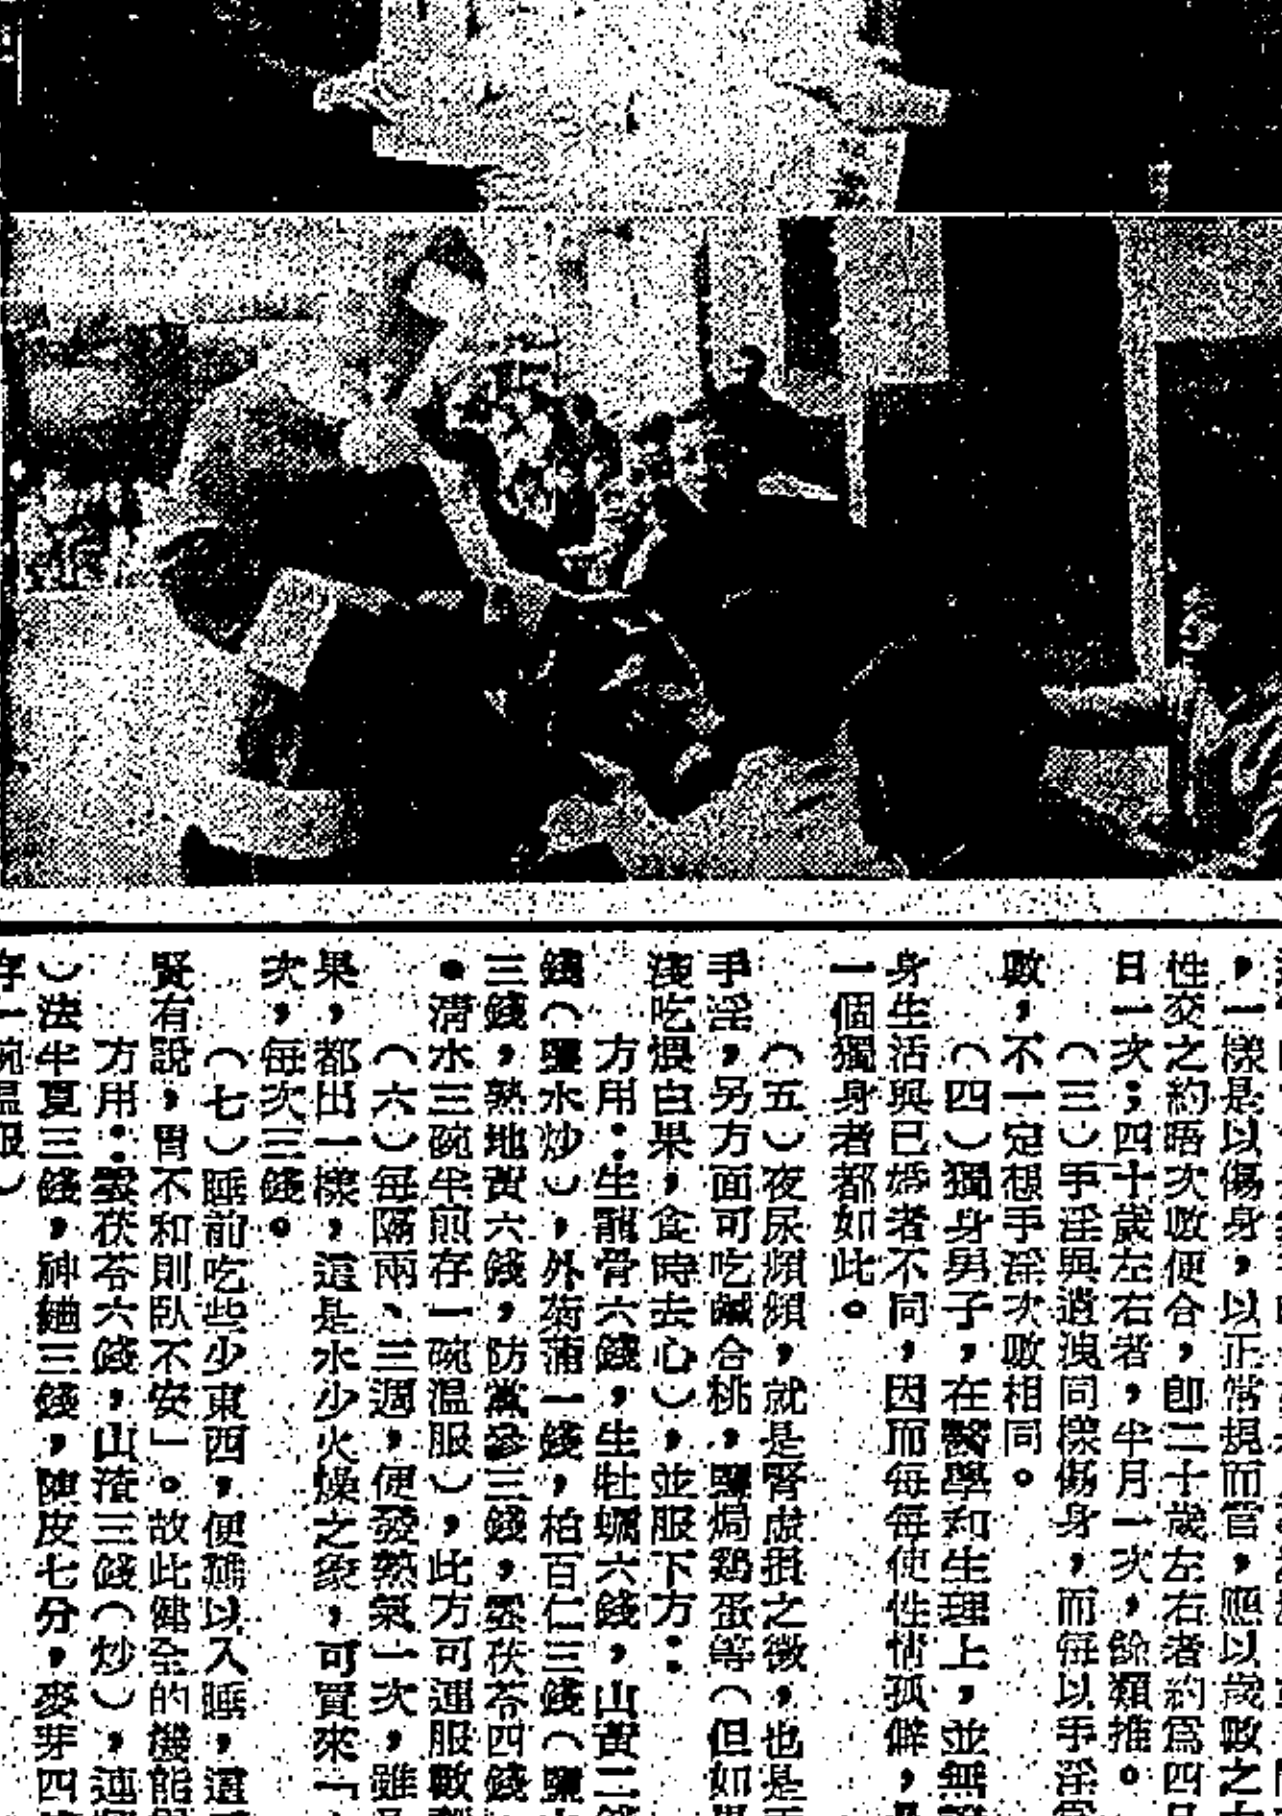 ，一樣是以傷身，以正常規而管，應以歲數之
性交之約晤次數便合，即二十歲左右者約爲四
日一次；四十歲左右者，半月一次，餘類推。
（三）手淫與遺洩同樣傷身，而每以手淫
數，不一定想手淫次數相同。
（四）獨身男子，在醫學和生理上，並無
身生活與已婚者不同，因而每每使性情孤僻，
一個獨身者都如此。
（五）夜尿頻頻，就是腎虛損之徵，也是
手淫，另方面可吃鹹合桃，鹽焗鷄蛋等（但如
淺吃煨白果，食時去心），並服下方：
方用：生龍骨六錢，生牡蠣六錢，山黃二
錢（鹽水炒），外菊蒲一錢，柏百仁三錢（鹽
三錢，熟地黃六錢，防黨參三錢，雲茯苓四錢
●清水三碗半煎存一碗温服），此方可連服數
（六）每隔兩、三週，便發熱氣一次，雖
果，都出一樣，這是水少火燥之象，可買來「
次，每次三錢。
（七）睡前吃些少東西，便難以入睡，這
賢有說，胃不和則臥不安」。故此健全的機能
方用：雲茯苓六錢，山渣三錢（炒），連
）法半夏三錢，神麯三錢，陳皮七分，麥芽四
存一碗温服）